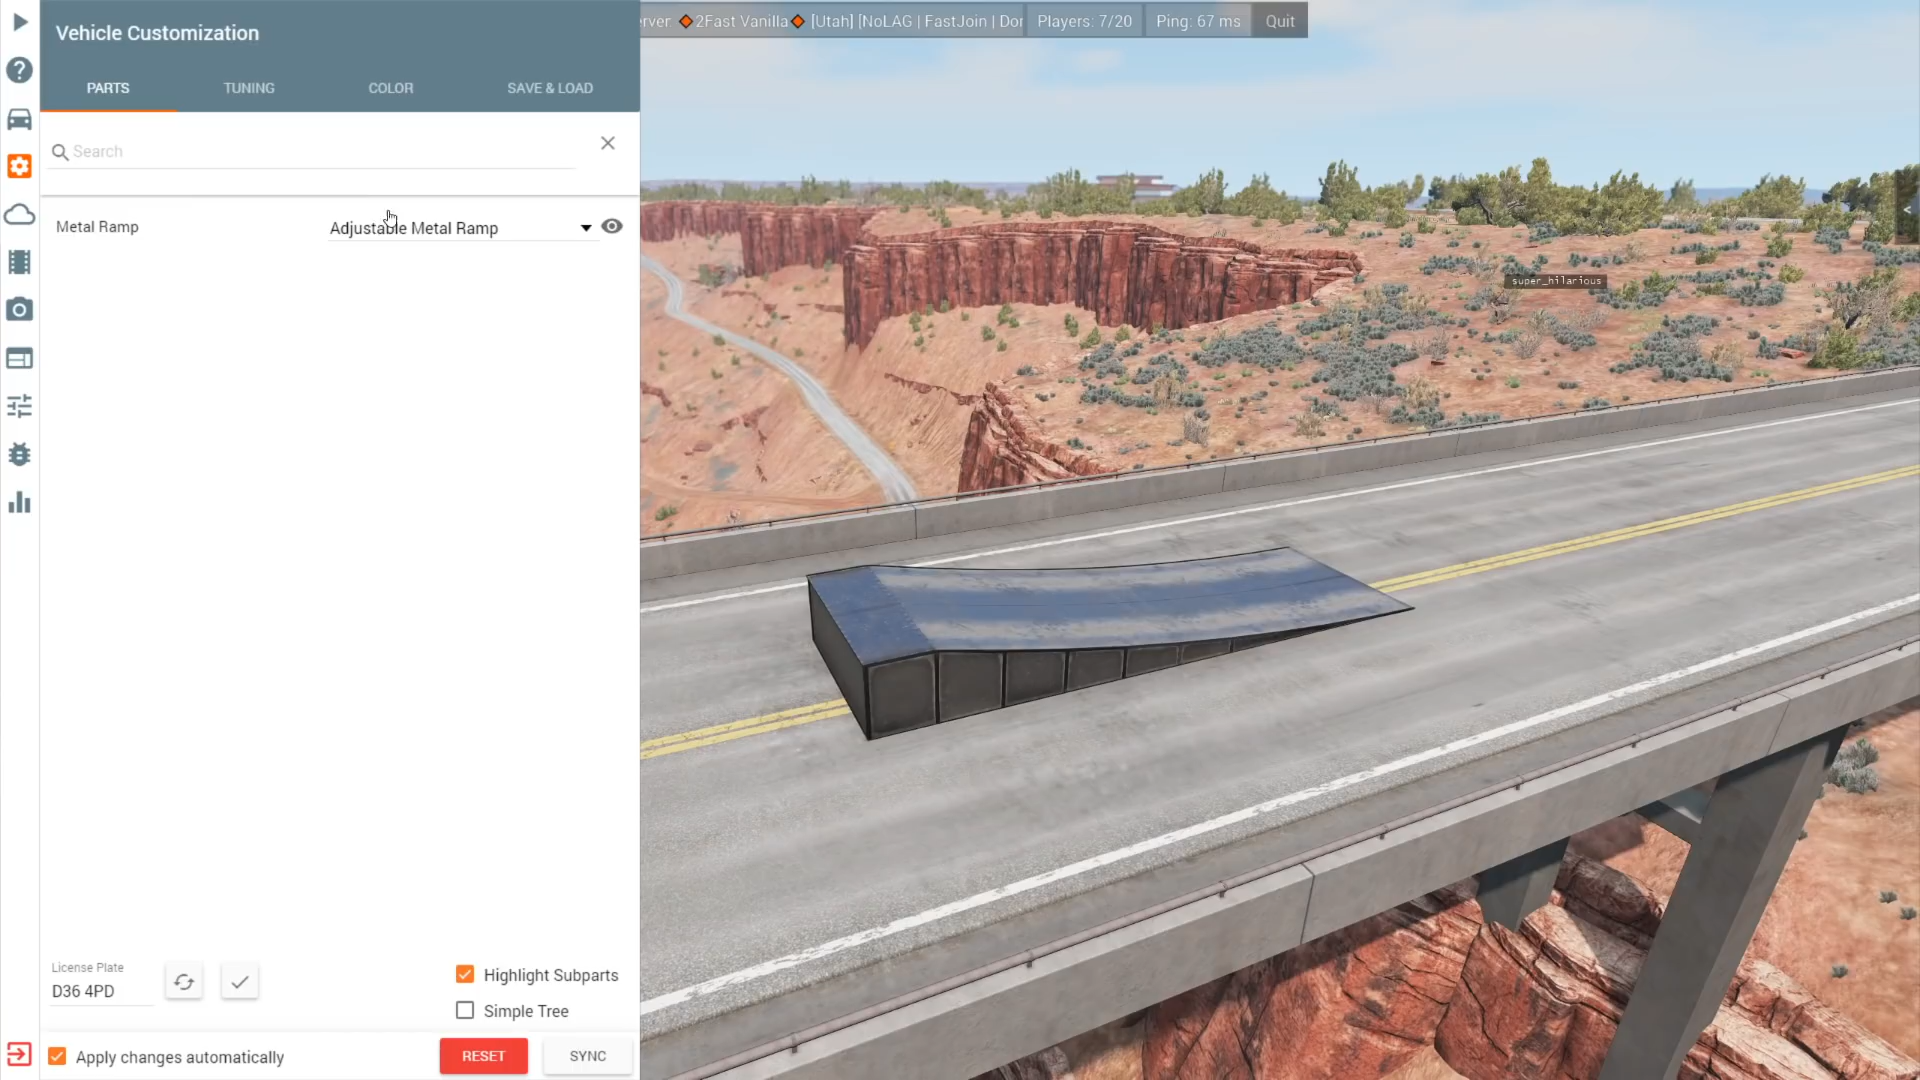 Vehicle Customization
PARTS TUNING COLOR SAVE & LOAD
Search
Metal Ramp Adjustable Metal Ramp
License Plate
D36 4PD
Highlight Subparts
Simple Tree
Apply changes automatically
RESET SYNC
rver ◆2Fast Vanilla◆ [Utah] [NoLAG | FastJoin | Dor Players: 7/20 Ping: 67 ms Quit
super_hilarious
<